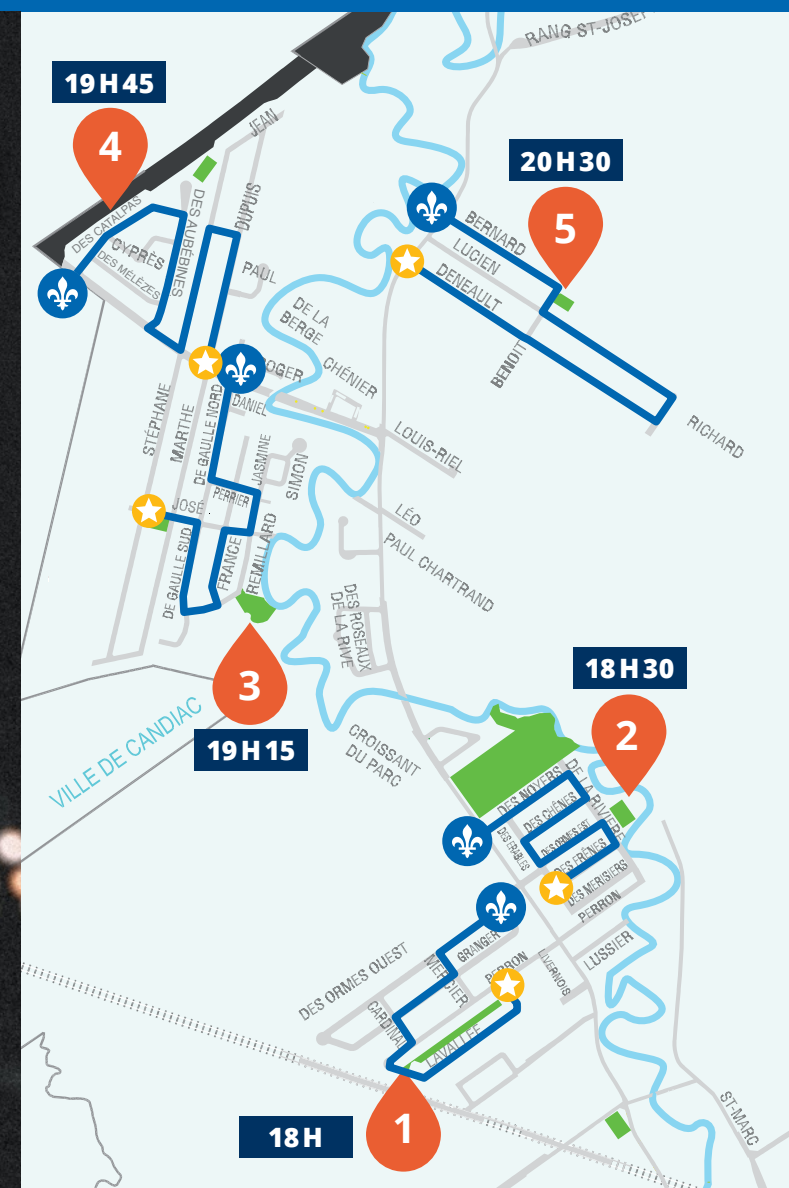 RANG ST-JOSEPH
19 H 45
4
JEAN
20 H 30
5
DES CATALPAS
CYPRÈS
DES MÉLÈZES
DES AUBÉBINES
DUPUIS
PAUL
BERNARD
LUCIEN
DENEAULT
BENOIT
RICHARD
DE LA
BERGE
ROGER
CHÉNIER
DANIEL
LOUIS-RIEL
STÉPHANE
MARTHE
DE GAULLE NORD
JASMINE
SIMON
PERRIER
JOSÉ
LÉO
PAUL CHARTRAND
DE GAULLE SUD
FRANCE
REMILLARD
DES ROSEAUX
DE LA RIVE
3
19 H 15
VILLE DE CANDIAC
18 H 30
2
CROISSANT
DU PARC
DES NOYERS
DE LA RIVIÈRE
DES CHÊNES
DES ORMES EST
DES ÉRABLES
DES FRÊNES
DES MERISIERS
PERRON
GRANGER
LUSSIER
LIVERNOIS
DES ORMES OUEST
MERCIER
PERRON
CARDINAL
LAVALLÉE
ST-MARC
18 H
1